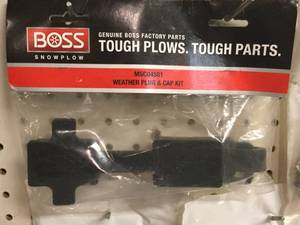 GENUINE BOSS FACTORY PARTS
BOSS
TOUGH PLOWS. TOUGH PARTS.
SNOWPLOW
MSC04581
WEATHER PLUG & CAP KIT